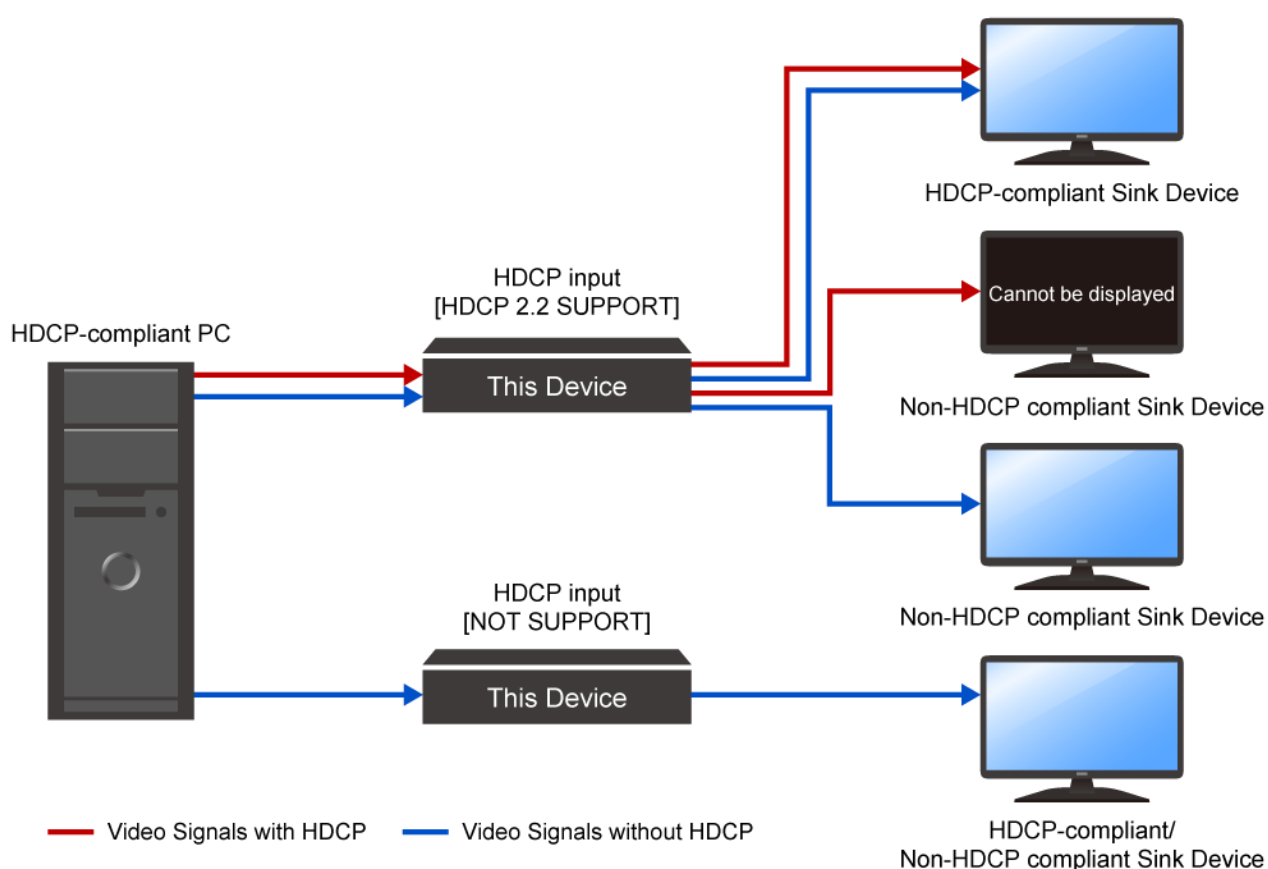 HDCP-compliant Sink Device
HDCP input
[HDCP 2.2 SUPPORT]
Cannot be displayed
HDCP-compliant PC
This Device
Non-HDCP compliant Sink Device
HDCP input
[NOT SUPPORT]
Non-HDCP compliant Sink Device
This Device
Video Signals with HDCP
Video Signals without HDCP
HDCP-compliant/
Non-HDCP compliant Sink Device